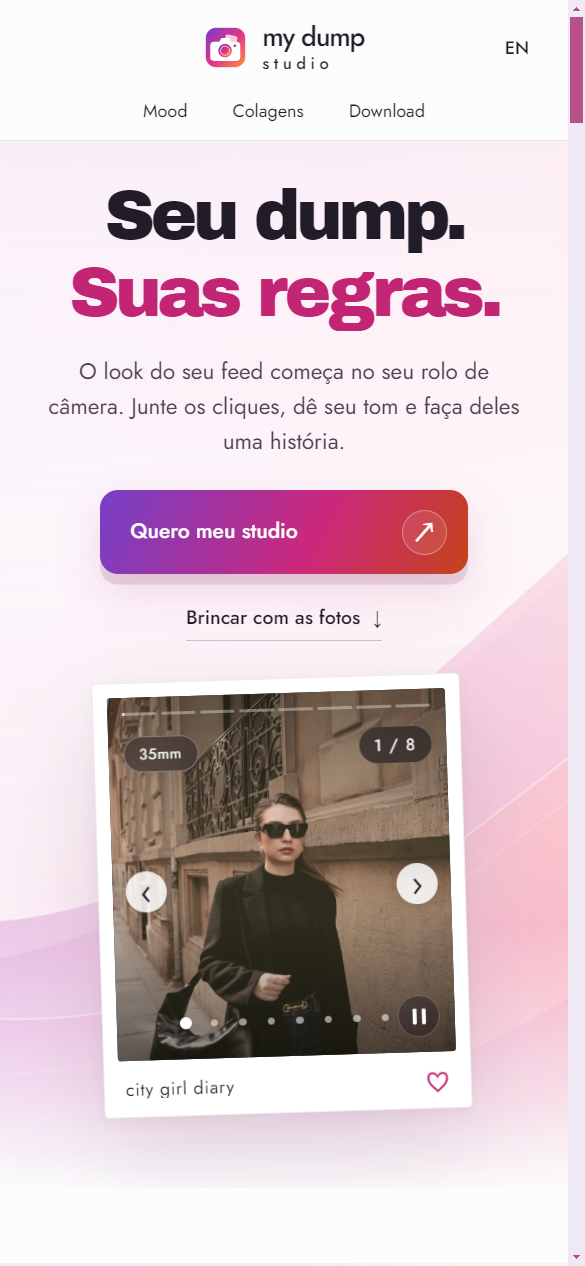 my dump
studio
EN
Mood Colagens Download
Seu dump.
Suas regras.
O look do seu feed começa no seu rolo de
câmera. Junte os cliques, dê seu tom e faça deles
uma história.
Quero meu studio
Brincar com as fotos ↓
35mm
1 / 8
city girl diary